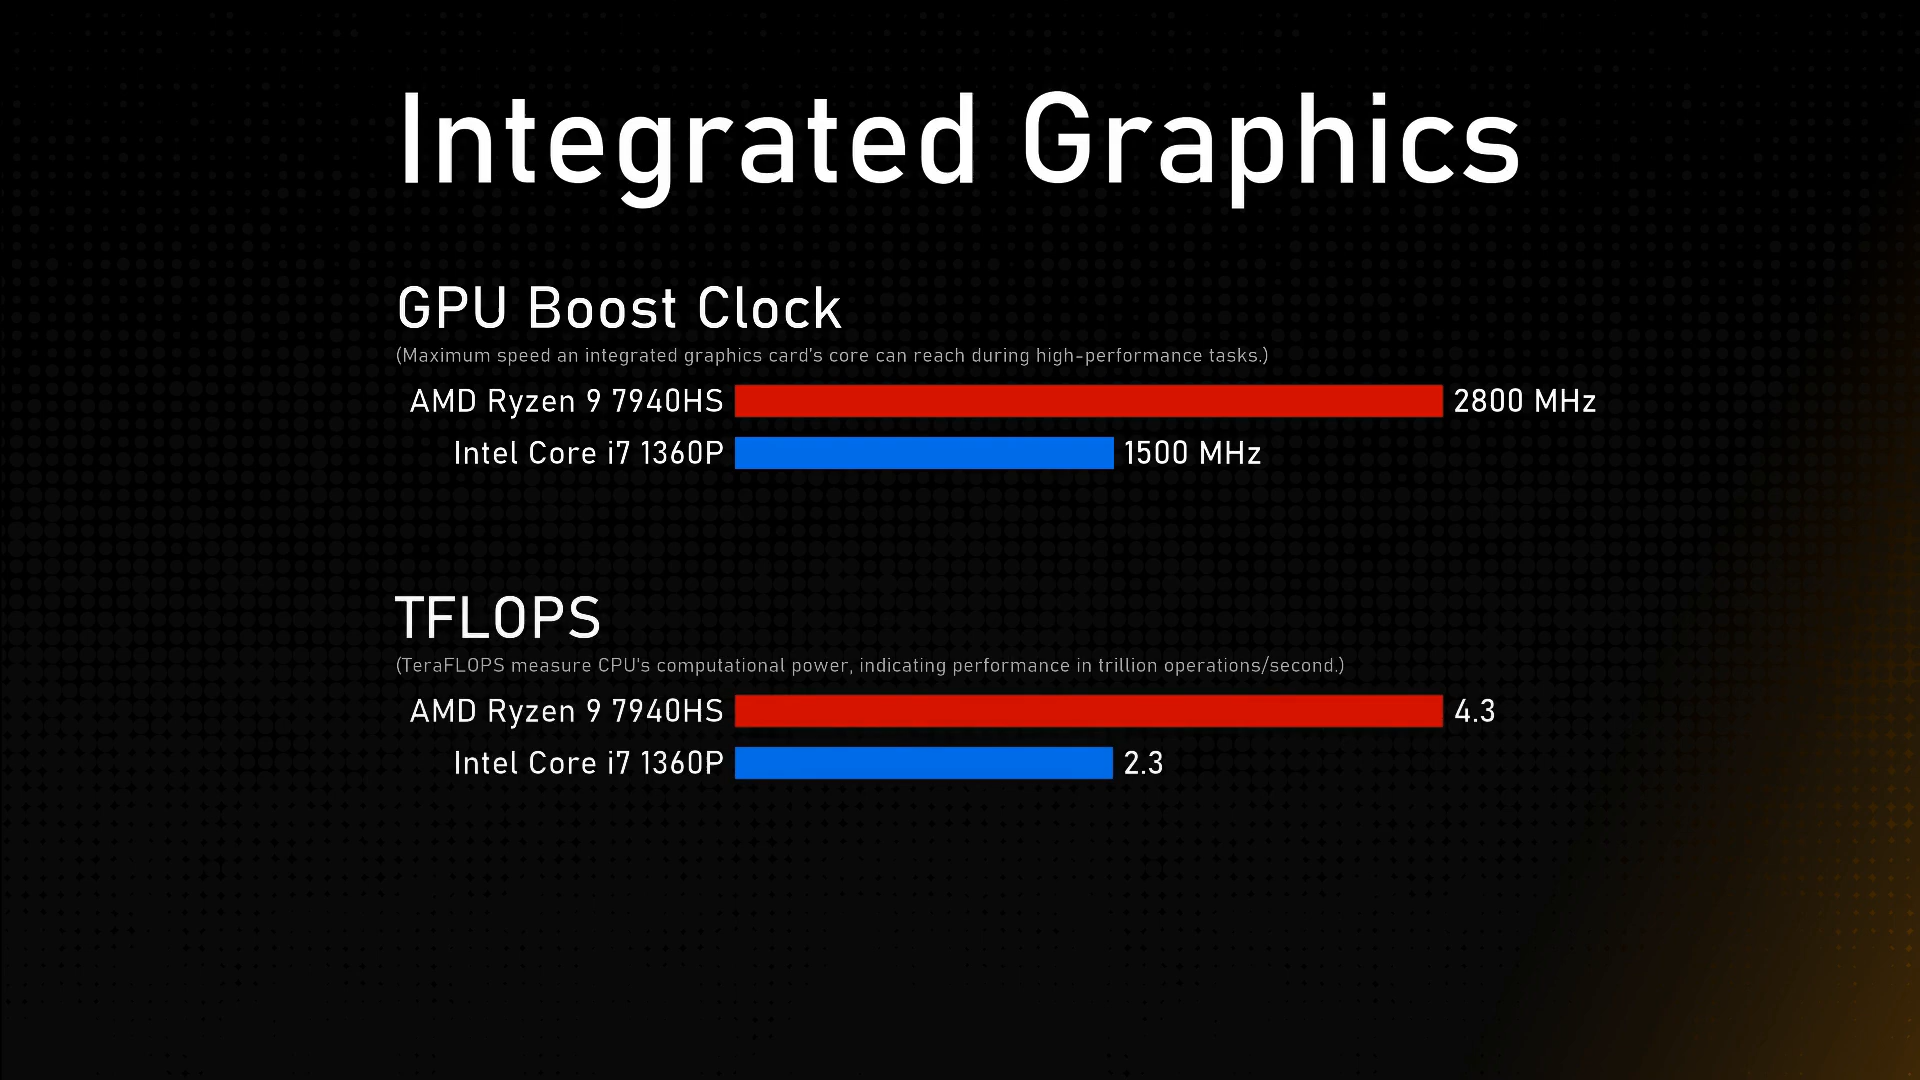 Integrated Graphics
GPU Boost Clock
(Maximum speed an integrated graphics card's core can reach during high-performance tasks.)
AMD Ryzen 9 7940HS 2800 MHz
Intel Core i7 1360P 1500 MHz
TFLOPS
(TeraFLOPS measure CPU's computational power, indicating performance in trillion operations/second.)
AMD Ryzen 9 7940HS 4.3
Intel Core i7 1360P 2.3